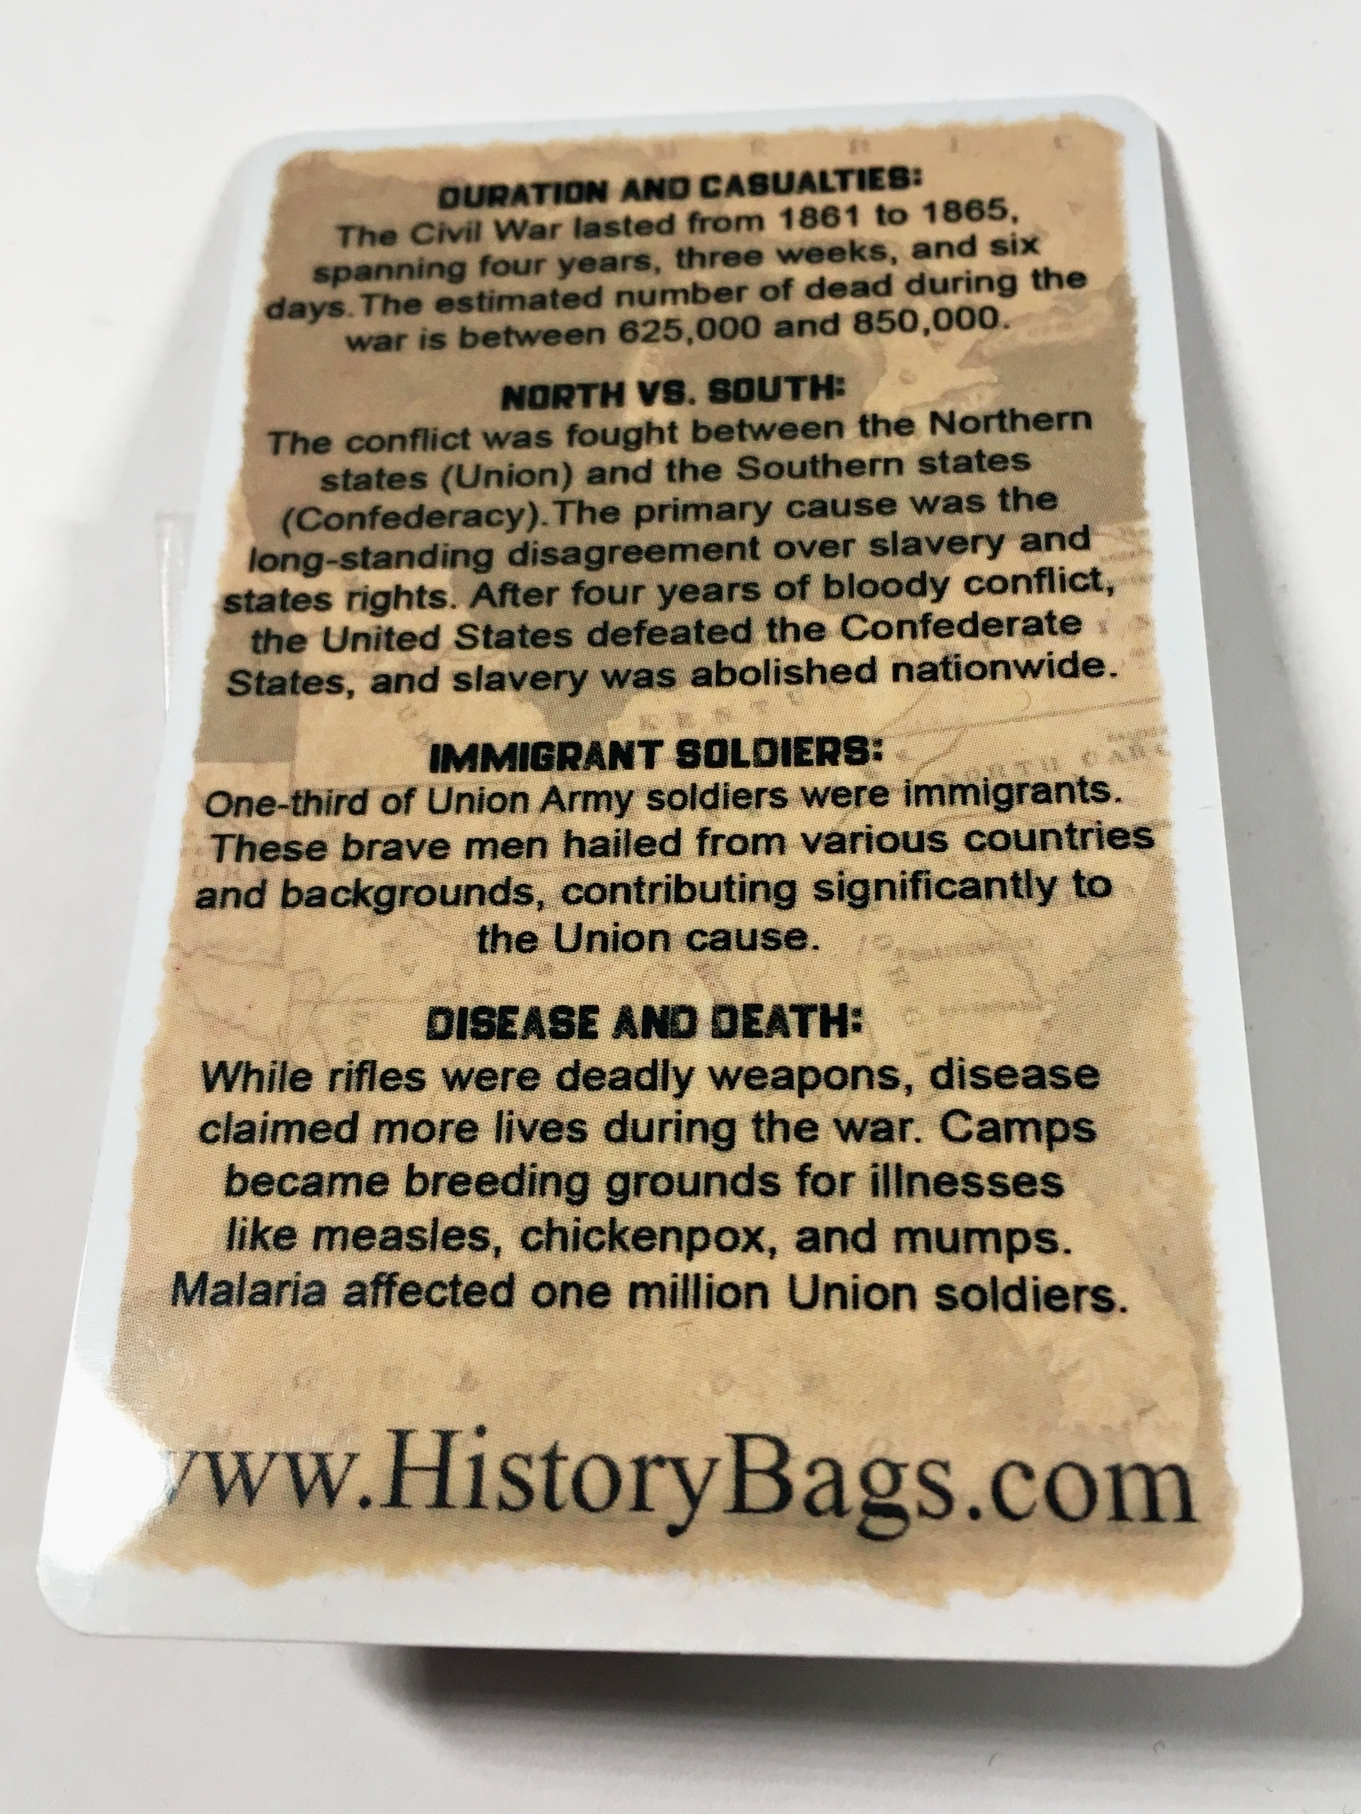 DURATION AND CASUALTIES:
The Civil War lasted from 1861 to 1865,
spanning four years, three weeks, and six
days. The estimated number of dead during the
war is between 625,000 and 850,000.
NORTH VS. SOUTH:
The conflict was fought between the Northern
states (Union) and the Southern states
(Confederacy). The primary cause was the
long-standing disagreement over slavery and
states rights. After four years of bloody conflict,
the United States defeated the Confederate
States, and slavery was abolished nationwide.
KENTU
NORTH CARO
IMMIGRANT SOLDIERS:
One-third of Union Army soldiers were immigrants.
These brave men hailed from various countries
and backgrounds, contributing significantly to
the Union cause.
DISEASE AND DEATH:
While rifles were deadly weapons, disease
claimed more lives during the war. Camps
became breeding grounds for illnesses
like measles, chickenpox, and mumps.
Malaria affected one million Union soldiers.
www.HistoryBags.com